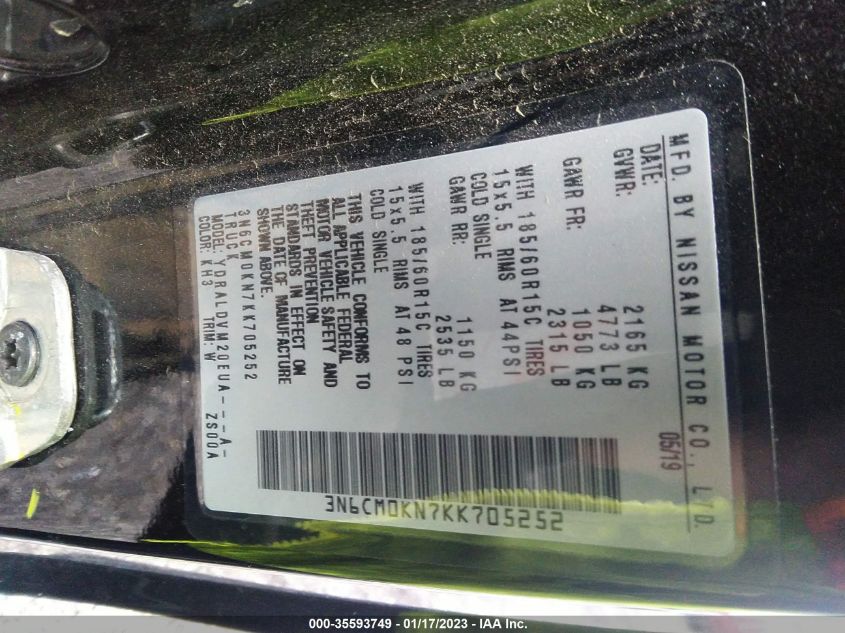 MFD. BY NISSAN MOTOR CO., LTD.
DATE: 05/19
GVWR: 2165 KG
4773 LB
GAWR FR: 1050 KG
2315 LB
WITH 185/60R15C TIRES
15x5.5 RIMS AT 44PSI
COLD SINGLE
GAWR RR: 1150 KG
2535 LB
WITH 185/60R15C TIRES
15x5.5 RIMS AT 48 PSI
COLD SINGLE
THIS VEHICLE CONFORMS TO
ALL APPLICABLE FEDERAL
MOTOR VEHICLE SAFETY AND
THEFT PREVENTION
STANDARDS IN EFFECT ON
THE DATE OF MANUFACTURE
SHOWN ABOVE.
3N6CM0KN7KK705252
TRUCK
MODEL: YDRALDVM20EUA---A-
COLOR: KH3 TRIM: W ZS00A
3N6CM0KN7KK705252
000-35593749 - 01/17/2023 - IAA Inc.